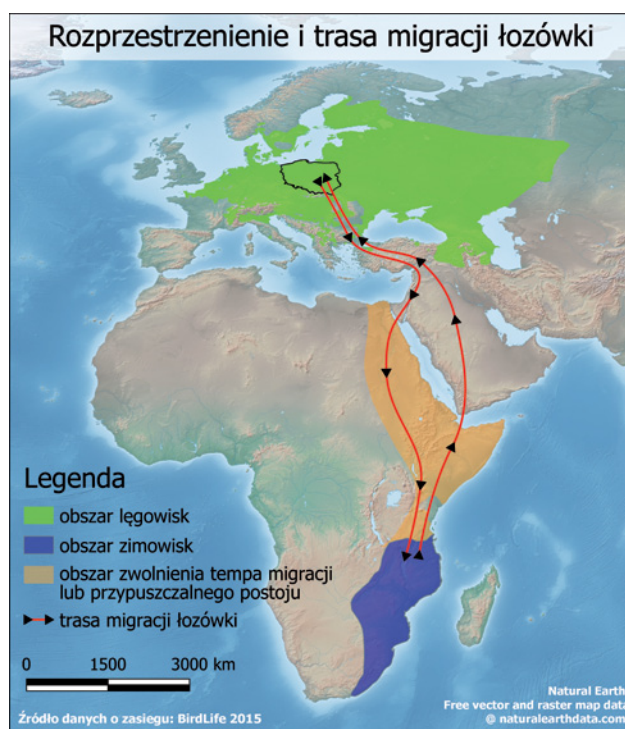 Rozprzestrzenienie i trasa migracji łozówki
Legenda
obszar lęgowisk
obszar zimowisk
obszar zwolnienia tempa migracji
lub przypuszczalnego postoju
trasa migracji łozówki
0 1500 3000 km
Źródło danych o zasiegu: BirdLife 2015
Natural Earth
Free vector and raster map data
@ naturalearthdata.com